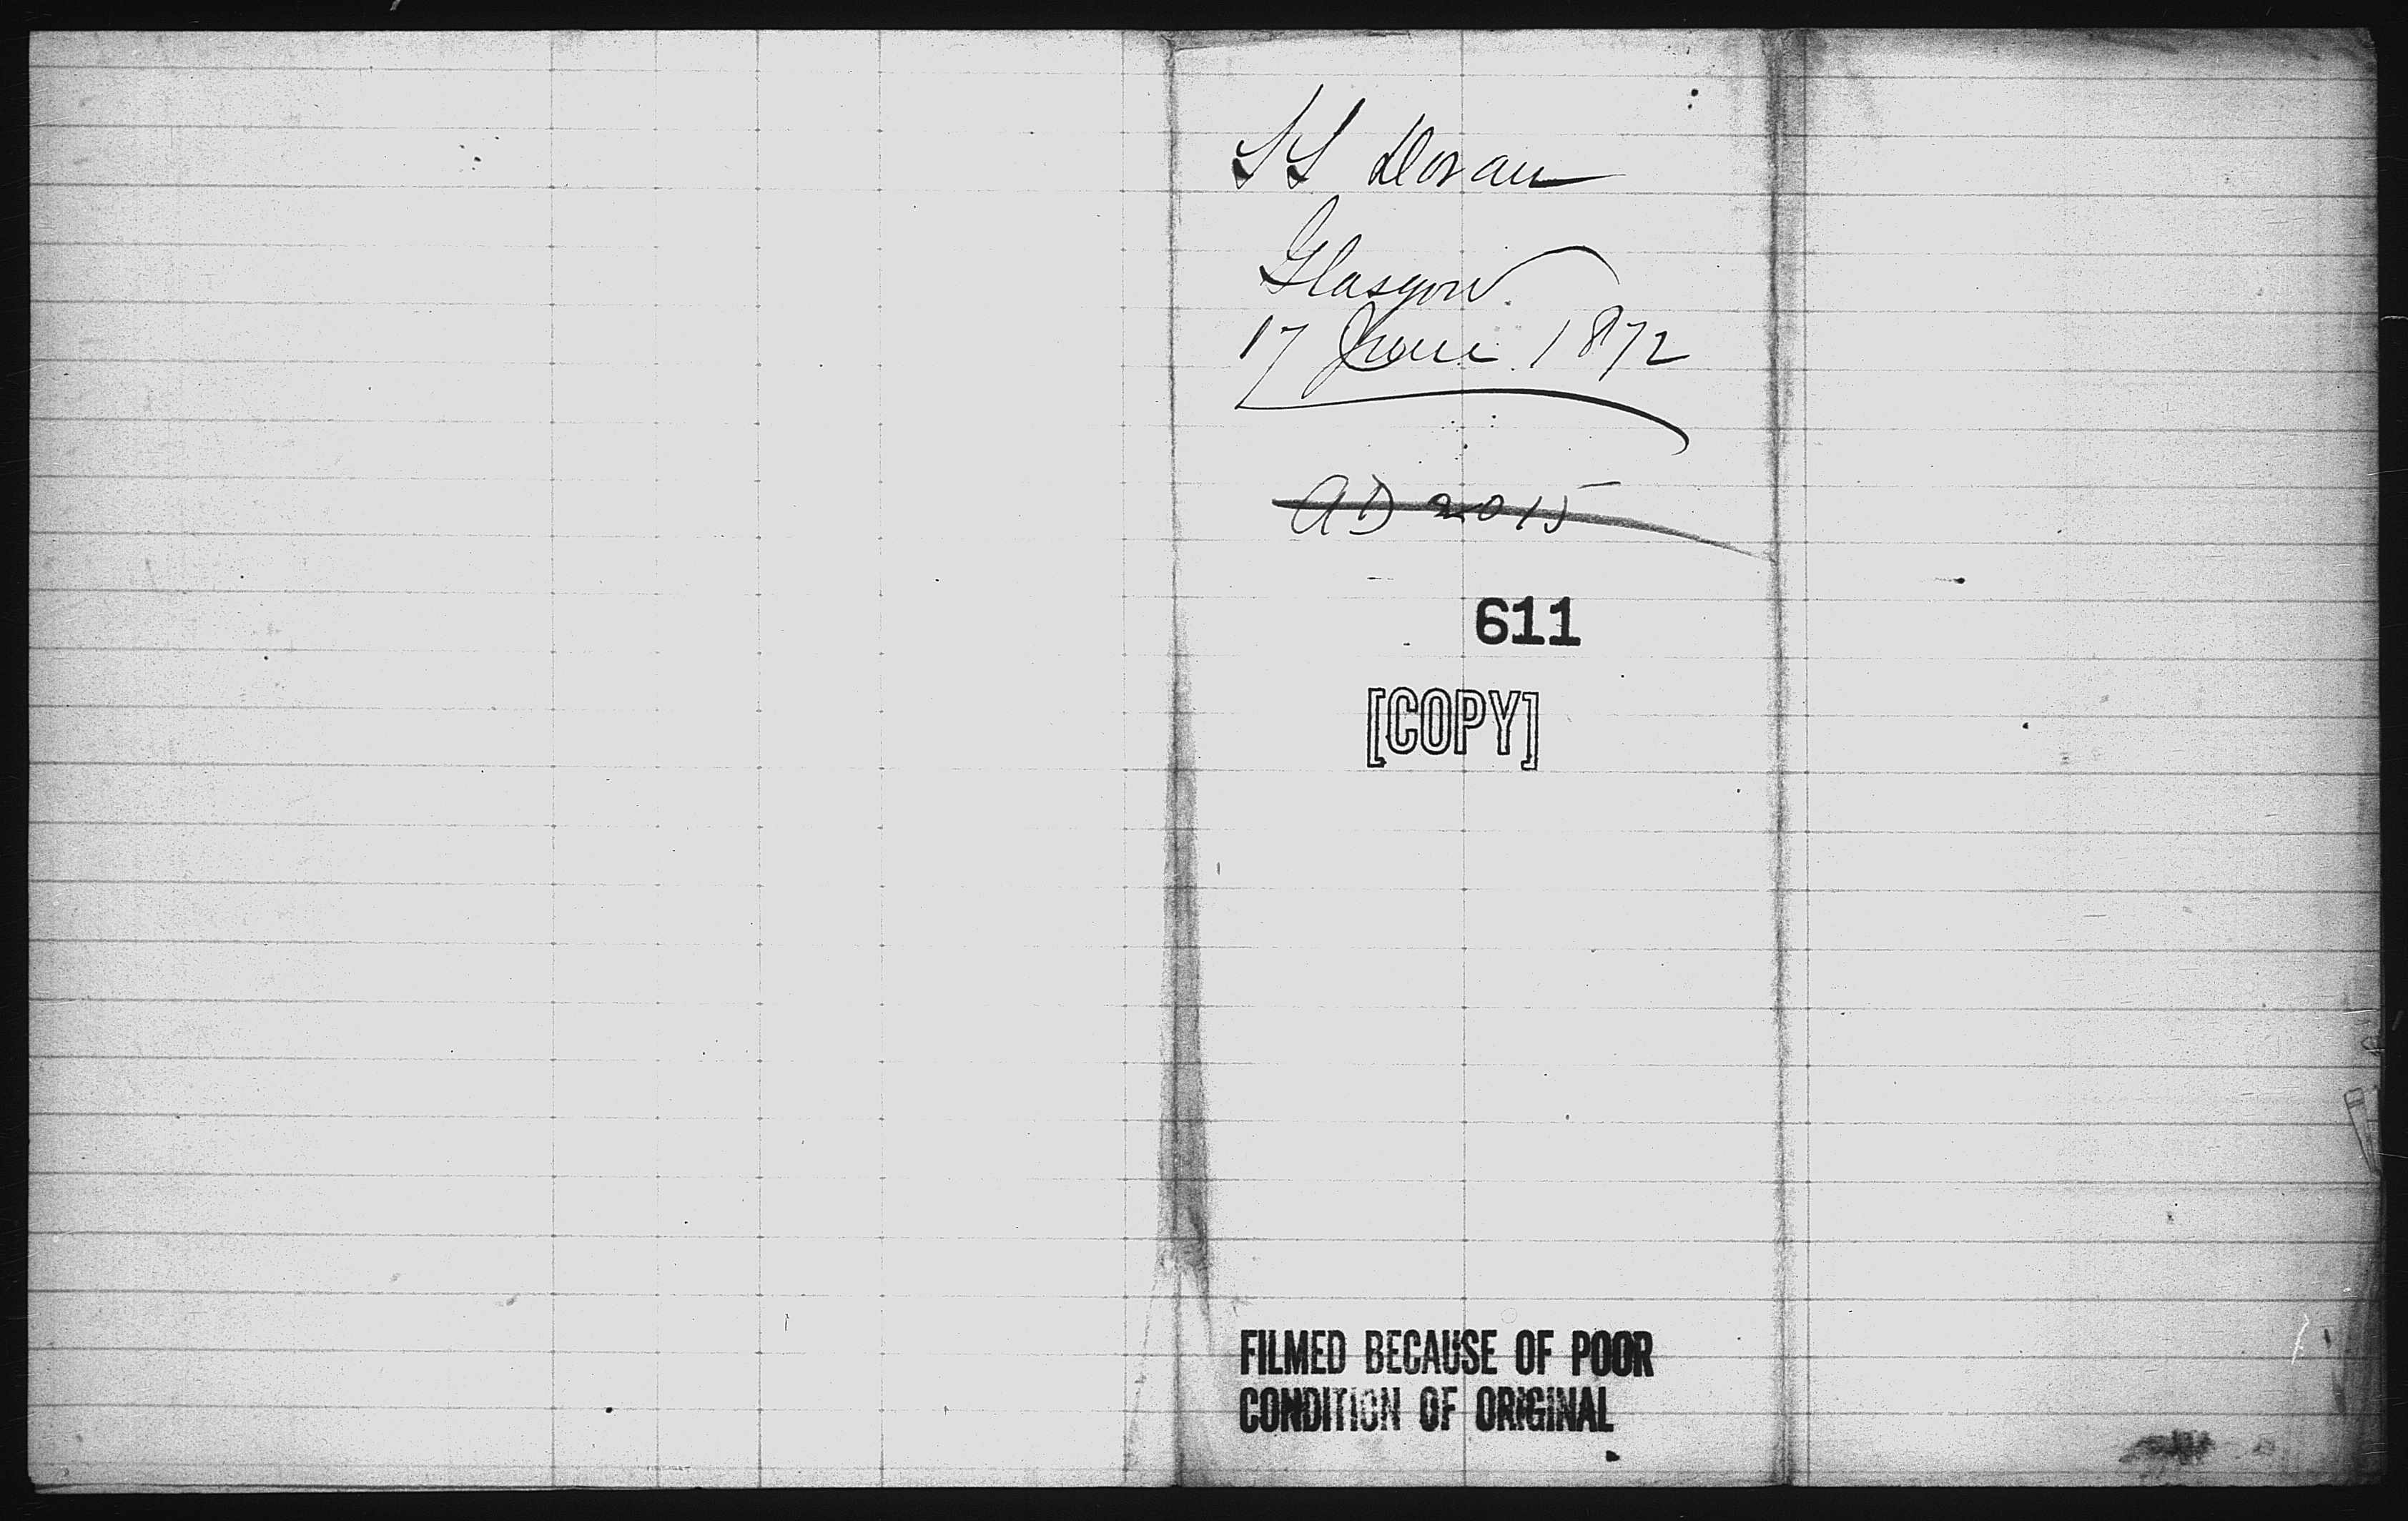 SS Doran
Glasgow
17 June 1872
AD 2015
611
[COPY]
FILMED BECAUSE OF POOR
CONDITION OF ORIGINAL